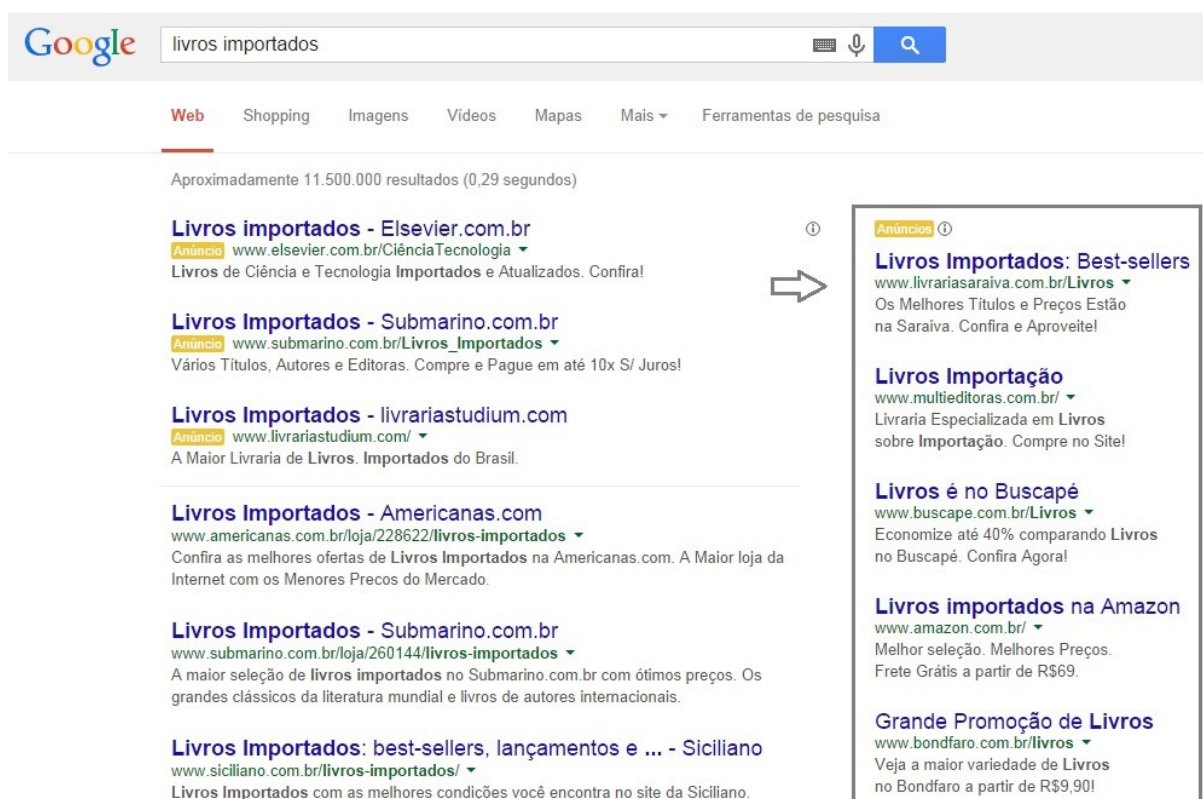 Google
livros importados
Web Shopping Imagens Vídeos Mapas Mais Ferramentas de pesquisa
Aproximadamente 11.500.000 resultados (0,29 segundos)
Livros importados - Elsevier.com.br
Anúncio www.elsevier.com.br/CiênciaTecnologia
Livros de Ciência e Tecnologia Importados e Atualizados. Confira!
Livros Importados - Submarino.com.br
Anúncio www.submarino.com.br/Livros_Importados
Vários Títulos, Autores e Editoras. Compre e Pague em até 10x S/ Juros!
Livros Importados - livrariastudium.com
Anúncio www.livrariastudium.com/
A Maior Livraria de Livros. Importados do Brasil.
Livros Importados - Americanas.com
www.americanas.com.br/loja/228622/livros-importados
Confira as melhores ofertas de Livros Importados na Americanas.com. A Maior loja da
Internet com os Menores Precos do Mercado.
Livros Importados - Submarino.com.br
www.submarino.com.br/loja/260144/livros-importados
A maior seleção de livros importados no Submarino.com.br com ótimos preços. Os
grandes clássicos da literatura mundial e livros de autores internacionais.
Livros Importados: best-sellers, lançamentos e ... - Siciliano
www.siciliano.com.br/livros-importados/
Livros Importados com as melhores condições você encontra no site da Siciliano.
Anúncios
Livros Importados: Best-sellers
www.livrariasaraiva.com.br/Livros
Os Melhores Títulos e Preços Estão
na Saraiva. Confira e Aproveite!
Livros Importação
www.multieditoras.com.br/
Livraria Especializada em Livros
sobre Importação. Compre no Site!
Livros é no Buscapé
www.buscape.com.br/Livros
Economize até 40% comparando Livros
no Buscapé. Confira Agora!
Livros importados na Amazon
www.amazon.com.br/
Melhor seleção. Melhores Preços.
Frete Grátis a partir de R$69.
Grande Promoção de Livros
www.bondfaro.com.br/livros
Veja a maior variedade de Livros
no Bondfaro a partir de R$9,90!